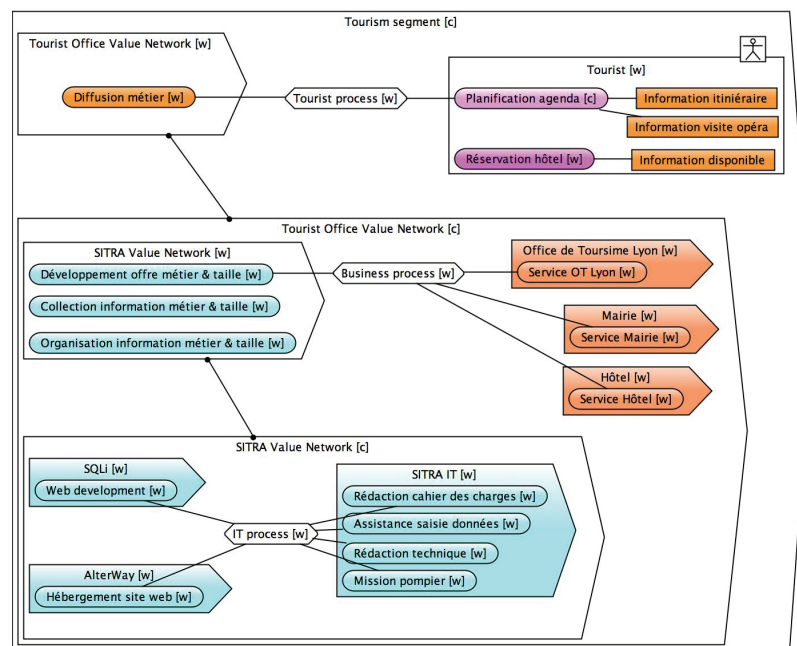 Tourism segment [c]
Tourist Office Value Network [w]
Diffusion métier [w]
Tourist process [w]
Tourist [w]
Planification agenda [c]
Information itiniéraire
Information visite opéra
Réservation hôtel [w]
Information disponible
Tourist Office Value Network [c]
SITRA Value Network [w]
Développement offre métier & taille [w]
Collection information métier & taille [w]
Organisation information métier & taille [w]
Business process [w]
Office de Toursime Lyon [w]
Service OT Lyon [w]
Mairie [w]
Service Mairie [w]
Hôtel [w]
Service Hôtel [w]
SITRA Value Network [c]
SQLi [w]
Web development [w]
IT process [w]
SITRA IT [w]
Rédaction cahier des charges [w]
Assistance saisie données [w]
Rédaction technique [w]
Mission pompier [w]
AlterWay [w]
Hébergement site web [w]